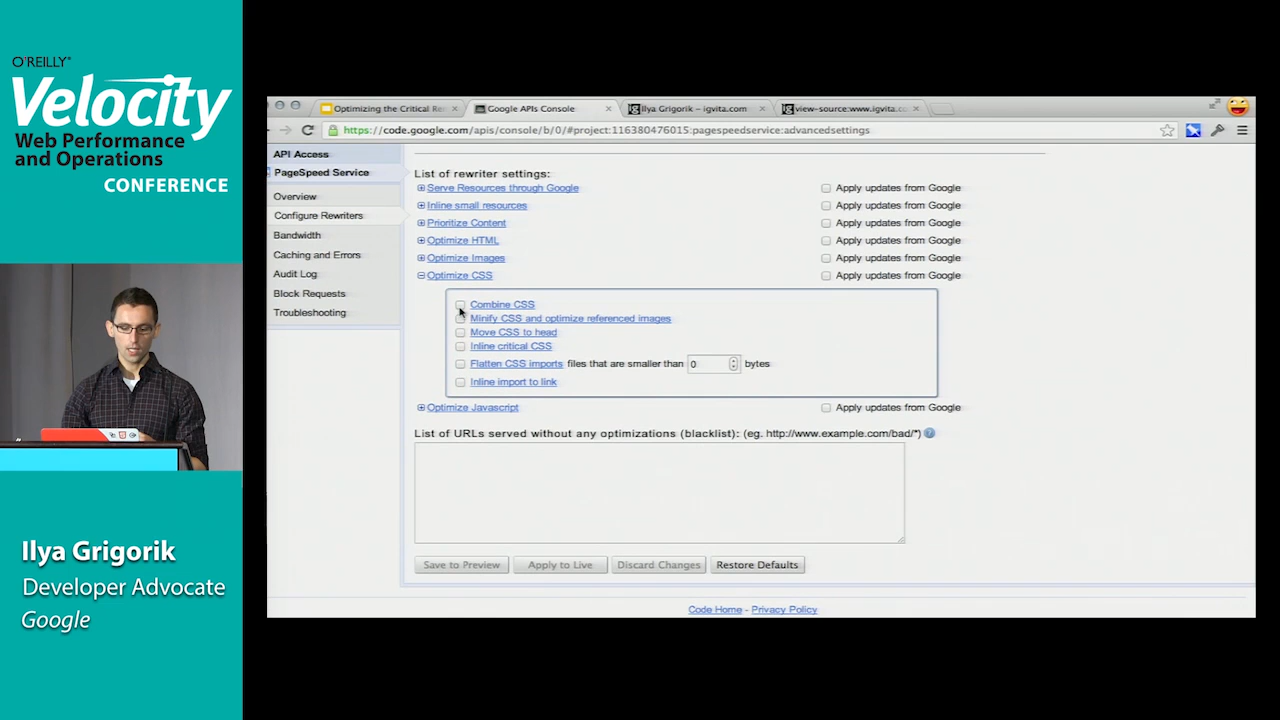 O'REILLY®
Velocity
Web Performance
and Operations
CONFERENCE
Ilya Grigorik
Developer Advocate
Google
Optimizing the Critical Re
Google APIs Console
Ilya Grigorik – igvita.com
view-source:www.igvita.c
https://code.google.com/apis/console/b/0/#project:116380476015:pagespeedservice:advancedsettings
API Access
PageSpeed Service
Overview
Configure Rewriters
Bandwidth
Caching and Errors
Audit Log
Block Requests
Troubleshooting
List of rewriter settings:
Serve Resources through Google Apply updates from Google
Inline small resources Apply updates from Google
Prioritize Content Apply updates from Google
Optimize HTML Apply updates from Google
Optimize Images Apply updates from Google
Optimize CSS Apply updates from Google
Combine CSS
Minify CSS and optimize referenced images
Move CSS to head
Inline critical CSS
Flatten CSS imports files that are smaller than 0 bytes
Inline import to link
Optimize Javascript Apply updates from Google
List of URLs served without any optimizations (blacklist): (eg. http://www.example.com/bad/*) ?
Save to Preview Apply to Live Discard Changes Restore Defaults
Code Home - Privacy Policy